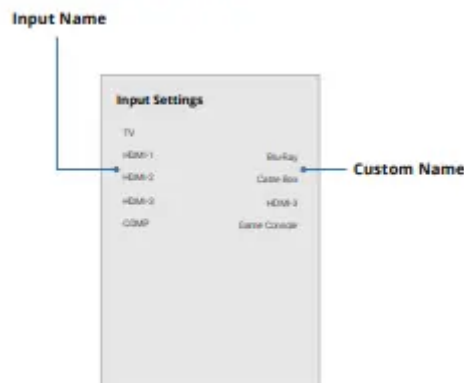 Input Name
Input Settings
TV
HDMI-1 Blu-Ray
Custom Name
HDMI-2 Cable Box
HDMI-3 HDMI-3
COMP Game Console